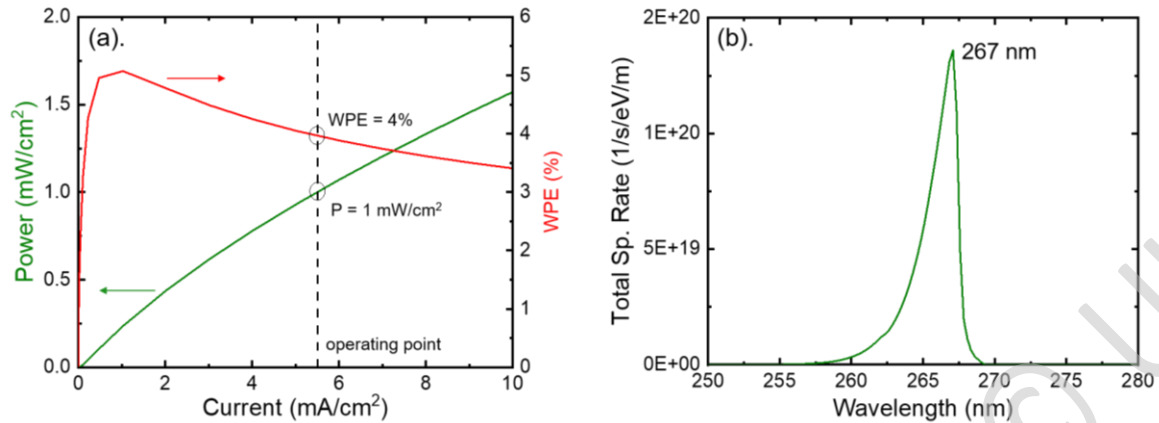 (a).
2.0
1.5
1.0
0.5
0.0
Power (mW/cm²)
6
5
4
3
2
1
0
WPE (%)
WPE = 4%
P = 1 mW/cm²
operating point
0 2 4 6 8 10
Current (mA/cm²)
(b).
267 nm
2E+20
1E+20
5E+19
0E+00
Total Sp. Rate (1/s/eV/m)
250 255 260 265 270 275 280
Wavelength (nm)
©